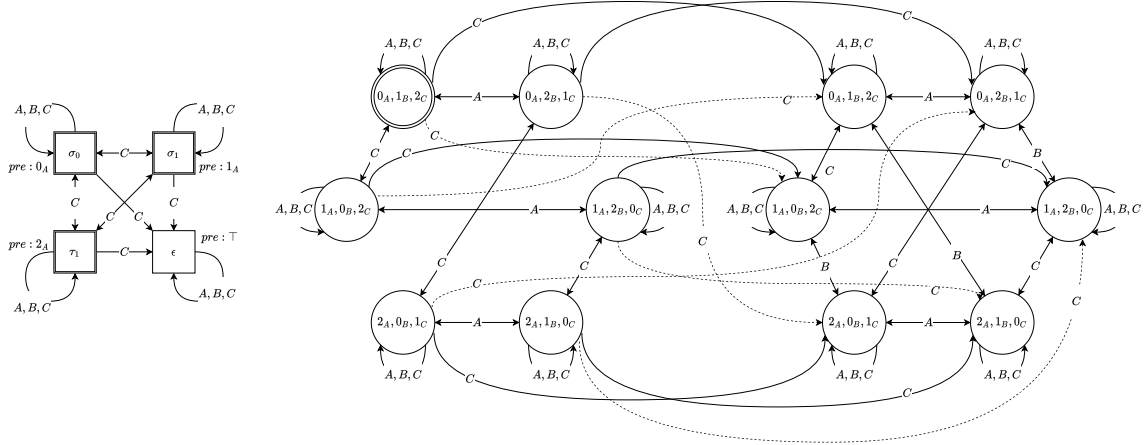 C
C
A, B, C
A, B, C
A, B, C
A, B, C
0_A, 1_B, 2_C
A
0_A, 2_B, 1_C
C
0_A, 1_B, 2_C
A
0_A, 2_B, 1_C
A, B, C
A, B, C
C
σ_0
C
σ_1
C
C
C
B
pre : 0_A
pre : 1_A
C
C
C
C
C
C
A, B, C
1_A, 0_B, 2_C
A
1_A, 2_B, 0_C
A, B, C
A, B, C
1_A, 0_B, 2_C
A
1_A, 2_B, 0_C
A, B, C
pre : 2_A
pre : ⊤
C
B
τ_1
C
ϵ
C
C
B
C
C
C
C
C
C
A, B, C
A, B, C
2_A, 0_B, 1_C
A
2_A, 1_B, 0_C
2_A, 0_B, 1_C
A
2_A, 1_B, 0_C
A, B, C
A, B, C
A, B, C
A, B, C
C
C